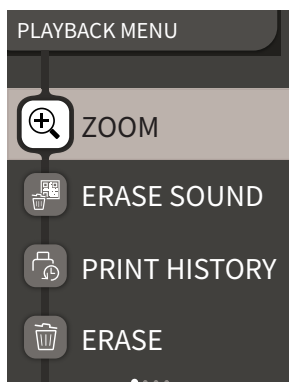 PLAYBACK MENU
ZOOM
ERASE SOUND
PRINT HISTORY
ERASE